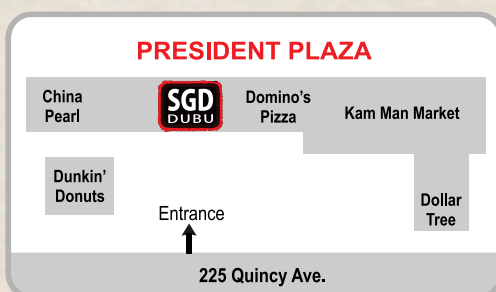 PRESIDENT PLAZA
China
Pearl
SGD
DUBU
Domino's
Pizza
Kam Man Market
Dunkin'
Donuts
Dollar
Tree
Entrance
225 Quincy Ave.